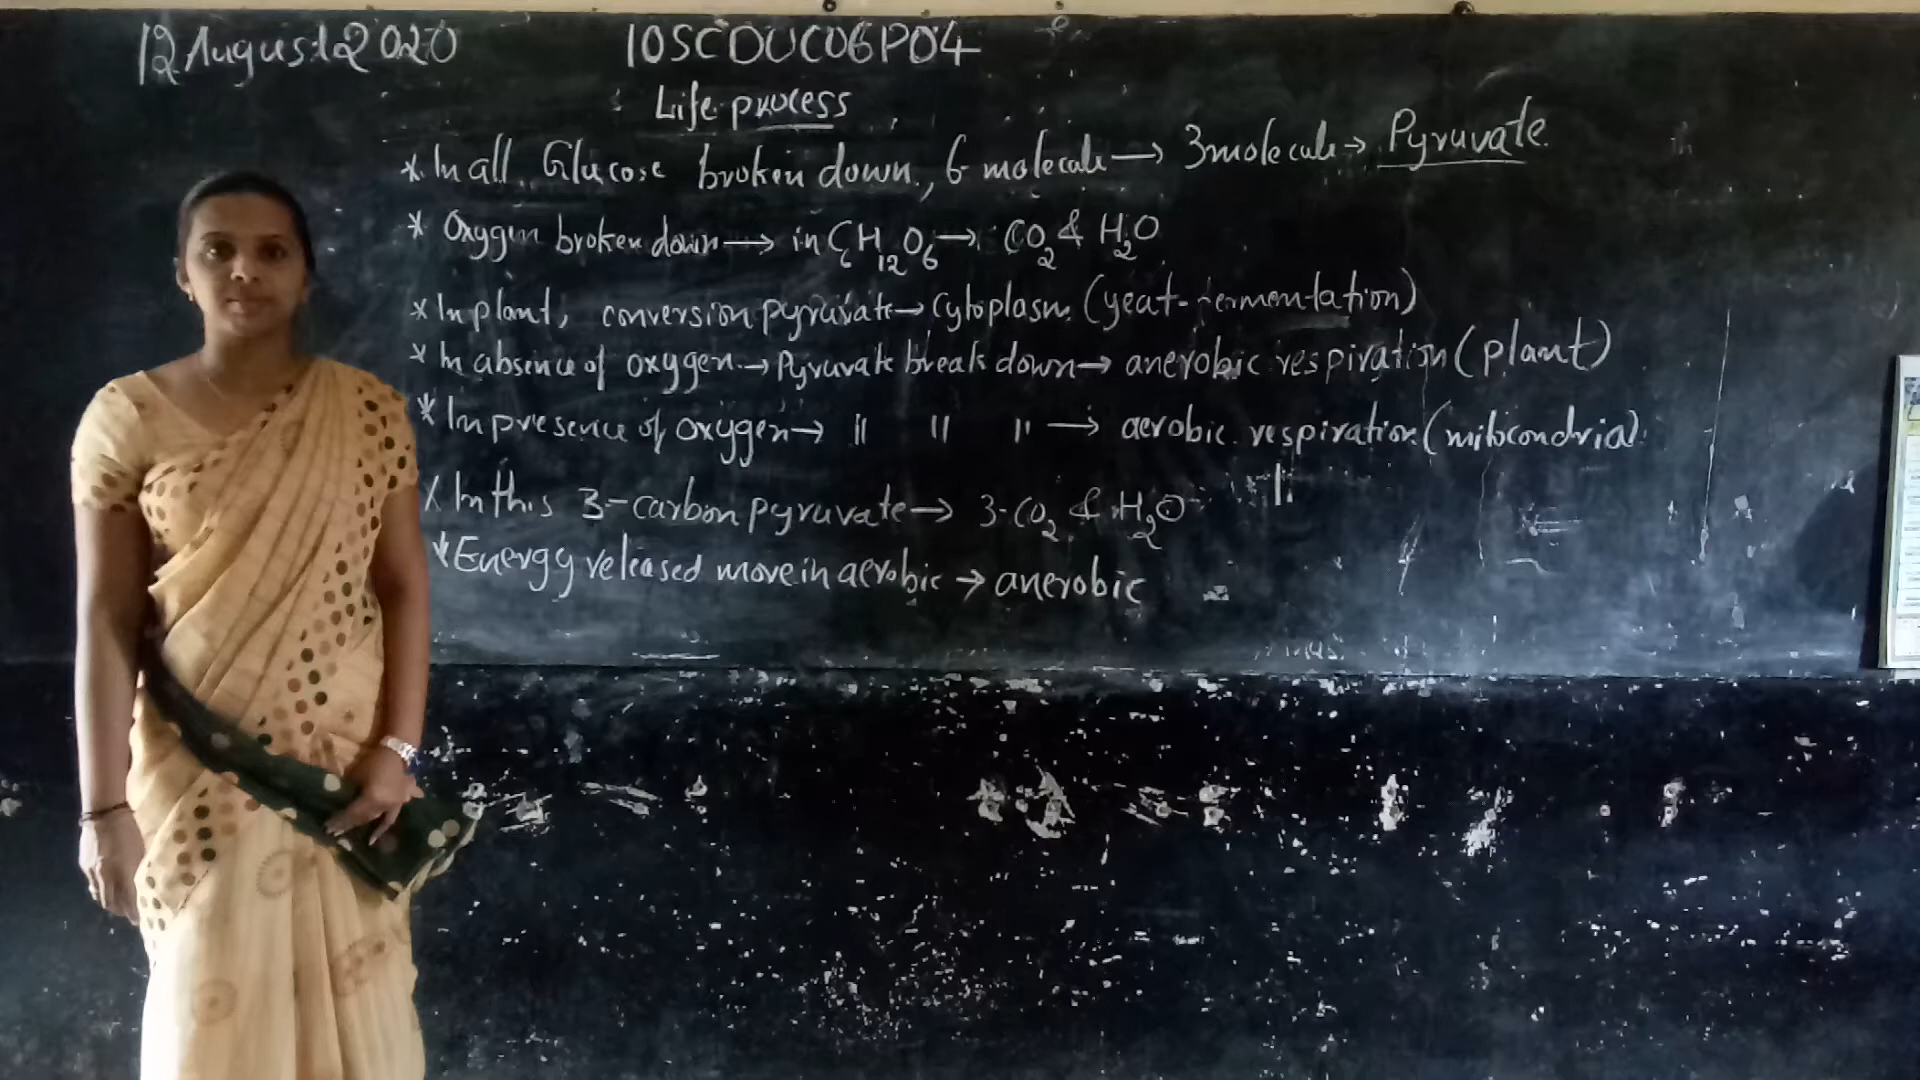 12 August 2020
10SCDUC06P04
Life process
* In all, Glucose broken down, 6 molecule → 3 molecule → Pyruvate
* Oxygen broken down → in C6H12O6 → CO2 & H2O
* In plant, conversion pyruvate → cytoplasm (yeat-fermentation)
* In absence of oxygen → Pyruvate break down → anerobic respiration (plant)
* In presence of oxygen → " " " → aerobic respiration (mitocondria)
* In this 3-carbon pyruvate → 3-CO2 & H2O
* Energy released more in aerobic → anerobic